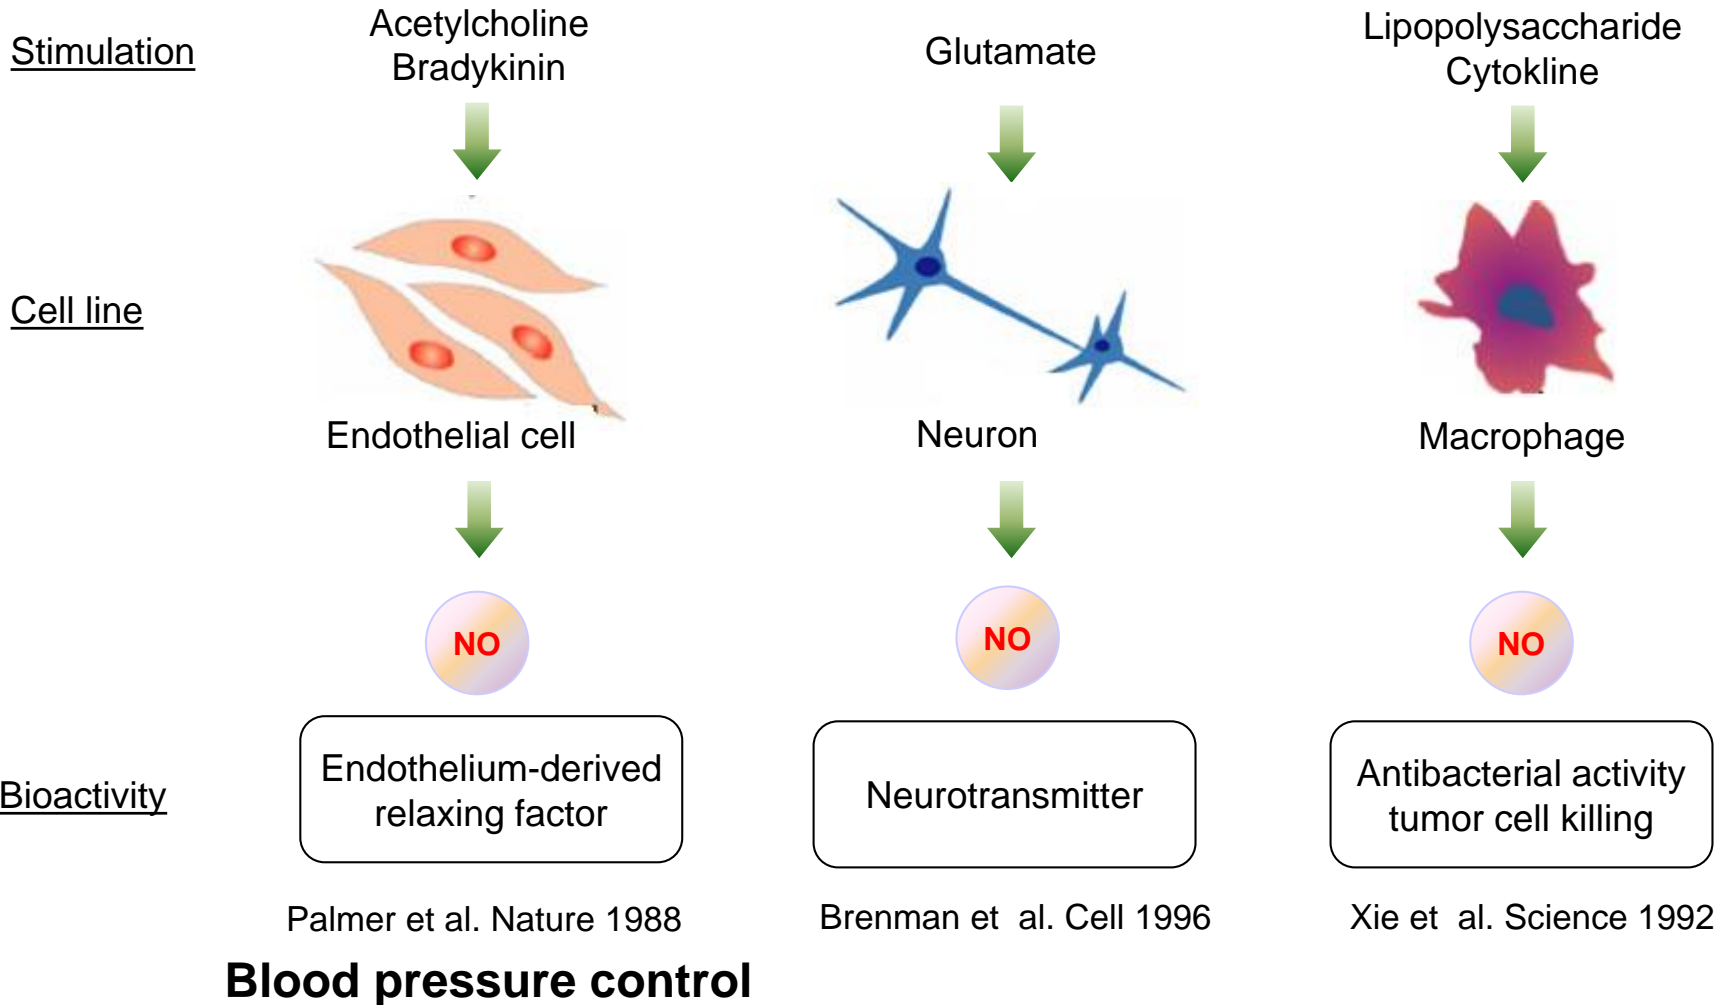 Stimulation
Acetylcholine
Bradykinin
Glutamate
Lipopolysaccharide
Cytokline
Cell line
Endothelial cell
Neuron
Macrophage
NO
NO
NO
Bioactivity
Endothelium-derived
relaxing factor
Neurotransmitter
Antibacterial activity
tumor cell killing
Palmer et al. Nature 1988
Brenman et  al. Cell 1996
Xie et  al. Science 1992
Blood pressure control